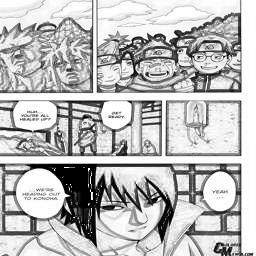 HUH...
YOU'RE ALL
HEALED UP?
GET
READY.
...WE'RE
HEADING OUT
TO KONOHA.
YEAH
...